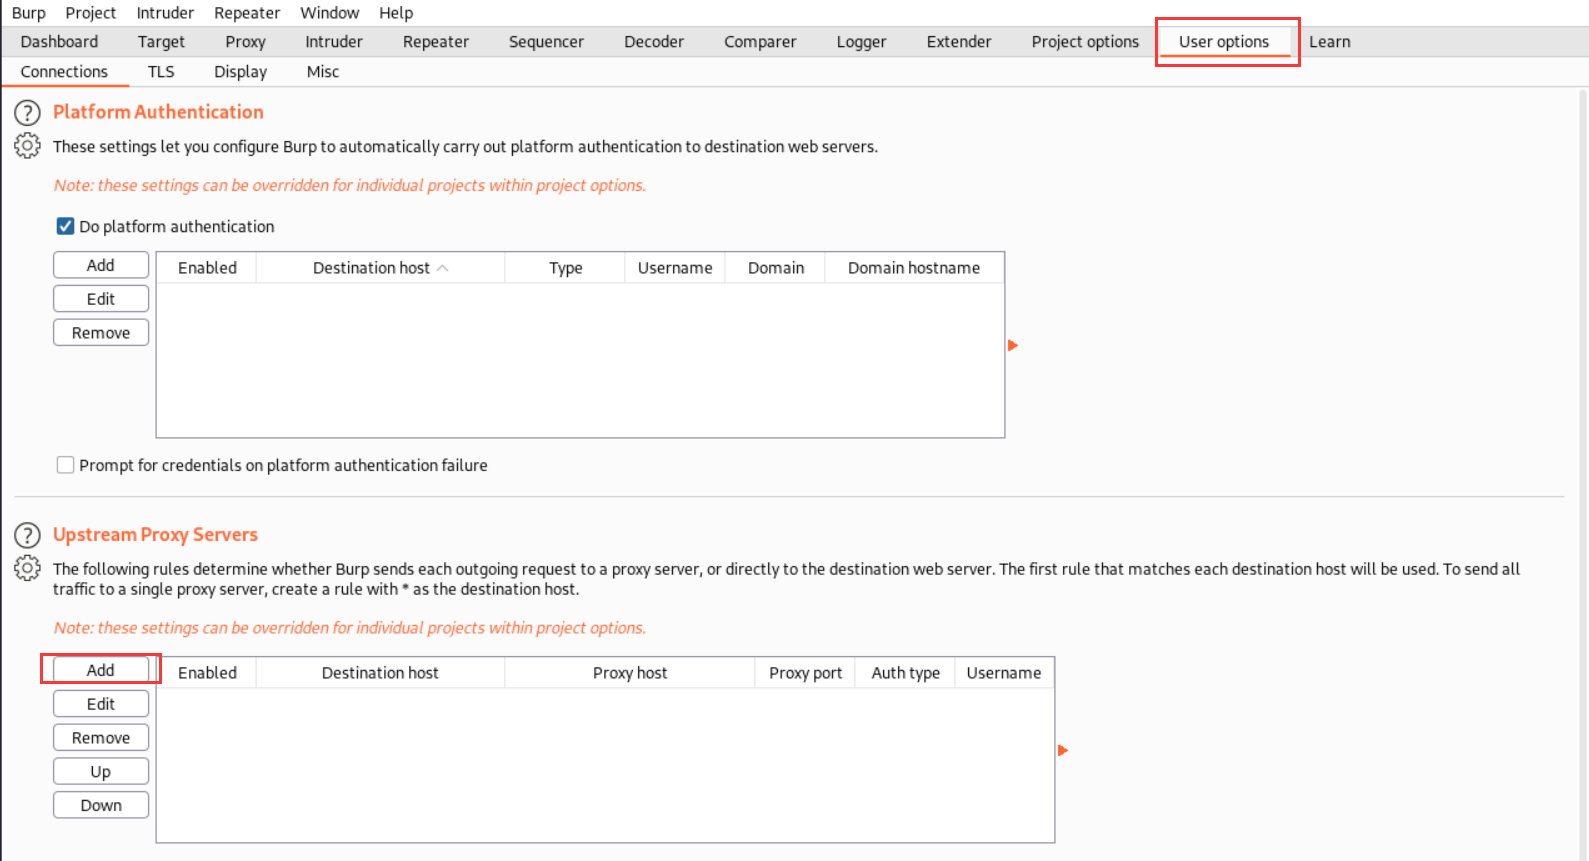 Burp Project Intruder Repeater Window Help
Dashboard Target Proxy Intruder Repeater Sequencer Decoder Comparer Logger Extender Project options User options Learn
Connections TLS Display Misc
? Platform Authentication
These settings let you configure Burp to automatically carry out platform authentication to destination web servers.
Note: these settings can be overridden for individual projects within project options.
Do platform authentication
Add
Enabled Destination host Type Username Domain Domain hostname
Edit
Remove
Prompt for credentials on platform authentication failure
? Upstream Proxy Servers
The following rules determine whether Burp sends each outgoing request to a proxy server, or directly to the destination web server. The first rule that matches each destination host will be used. To send all
traffic to a single proxy server, create a rule with * as the destination host.
Note: these settings can be overridden for individual projects within project options.
Add
Enabled Destination host Proxy host Proxy port Auth type Username
Edit
Remove
Up
Down